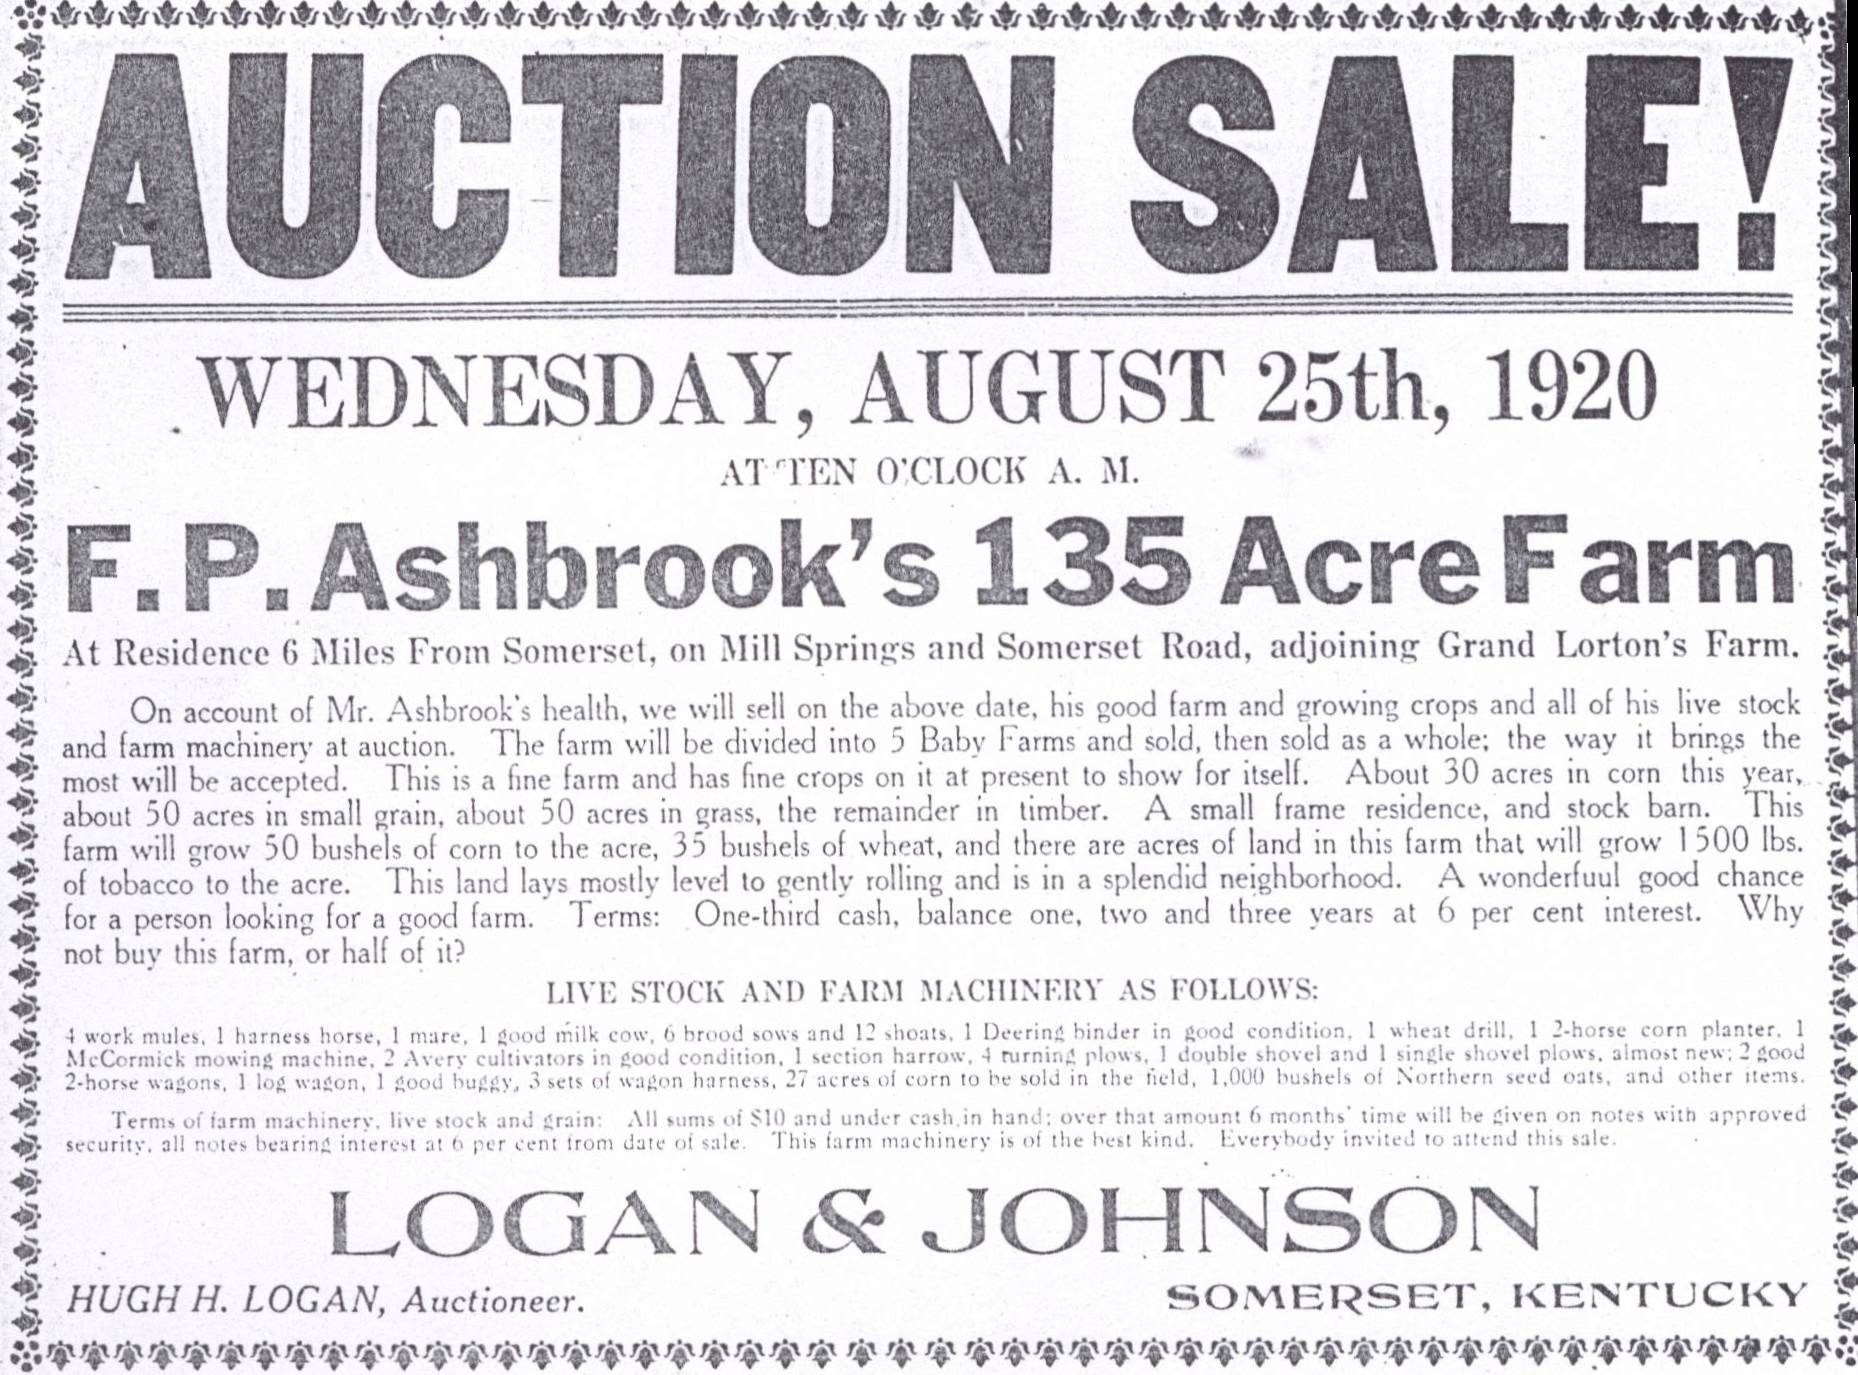 AUCTION SALE!
WEDNESDAY, AUGUST 25th, 1920
AT TEN O'CLOCK A. M.
F. P. Ashbrook's 135 Acre Farm
At Residence 6 Miles From Somerset, on Mill Springs and Somerset Road, adjoining Grand Lorton's Farm.
On account of Mr. Ashbrook's health, we will sell on the above date, his good farm and growing crops and all of his live stock
and farm machinery at auction. The farm will be divided into 5 Baby Farms and sold, then sold as a whole; the way it brings the
most will be accepted. This is a fine farm and has fine crops on it at present to show for itself. About 30 acres in corn this year,
about 50 acres in small grain, about 50 acres in grass, the remainder in timber. A small frame residence, and stock barn. This
farm will grow 50 bushels of corn to the acre, 35 bushels of wheat, and there are acres of land in this farm that will grow 1500 lbs.
of tobacco to the acre. This land lays mostly level to gently rolling and is in a splendid neighborhood. A wonderfuul good chance
for a person looking for a good farm. Terms: One-third cash, balance one, two and three years at 6 per cent interest. Why
not buy this farm, or half of it?
LIVE STOCK AND FARM MACHINERY AS FOLLOWS:
4 work mules, 1 harness horse, 1 mare, 1 good milk cow, 6 brood sows and 12 shoats, 1 Deering binder in good condition, 1 wheat drill, 1 2-horse corn planter, 1
McCormick mowing machine, 2 Avery cultivators in good condition, 1 section harrow, 4 turning plows, 1 double shovel and 1 single shovel plows, almost new; 2 good
2-horse wagons, 1 log wagon, 1 good buggy, 3 sets of wagon harness, 27 acres of corn to be sold in the field, 1,000 bushels of Northern seed oats, and other items.
Terms of farm machinery, live stock and grain: All sums of $10 and under cash in hand; over that amount 6 months' time will be given on notes with approved
security, all notes bearing interest at 6 per cent from date of sale. This farm machinery is of the best kind. Everybody invited to attend this sale.
LOGAN & JOHNSON
HUGH H. LOGAN, Auctioneer.
SOMERSET, KENTUCKY